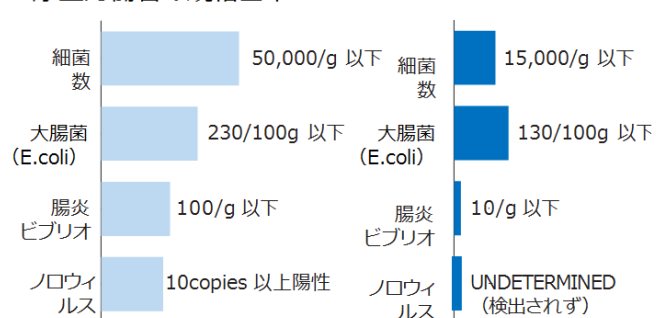 細菌
数
50,000/g 以下
大腸菌
（E.coli）
230/100g 以下
腸炎
ビブリオ
100/g 以下
ノロウィ
ルス
10copies 以上陽性
細菌
数
15,000/g 以下
大腸菌
（E.coli）
130/100g 以下
腸炎
ビブリオ
10/g 以下
ノロウィ
ルス
UNDETERMINED
（検出されず）